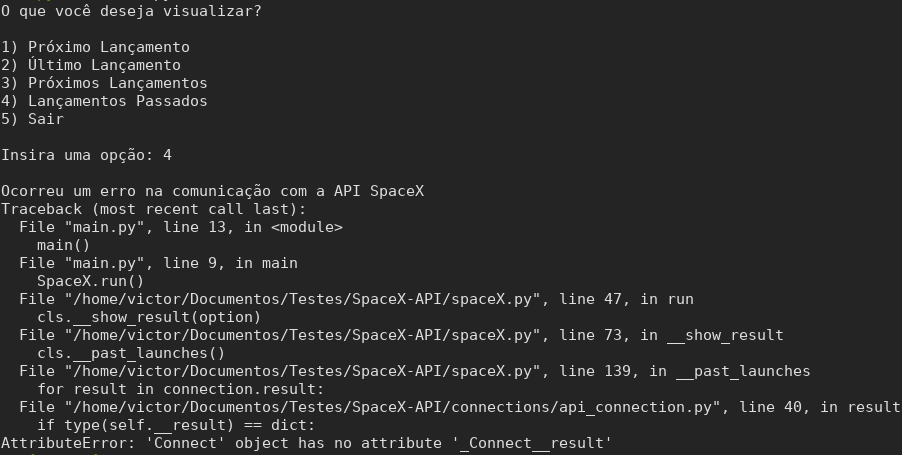 O que você deseja visualizar?
1) Próximo Lançamento
2) Último Lançamento
3) Próximos Lançamentos
4) Lançamentos Passados
5) Sair
Insira uma opção: 4
Ocorreu um erro na comunicação com a API SpaceX
Traceback (most recent call last):
  File "main.py", line 13, in <module>
    main()
  File "main.py", line 9, in main
    SpaceX.run()
  File "/home/victor/Documentos/Testes/SpaceX-API/spaceX.py", line 47, in run
    cls.__show_result(option)
  File "/home/victor/Documentos/Testes/SpaceX-API/spaceX.py", line 73, in __show_result
    cls.__past_launches()
  File "/home/victor/Documentos/Testes/SpaceX-API/spaceX.py", line 139, in __past_launches
    for result in connection.result:
  File "/home/victor/Documentos/Testes/SpaceX-API/connections/api_connection.py", line 40, in result
    if type(self.__result) == dict:
AttributeError: 'Connect' object has no attribute '_Connect__result'